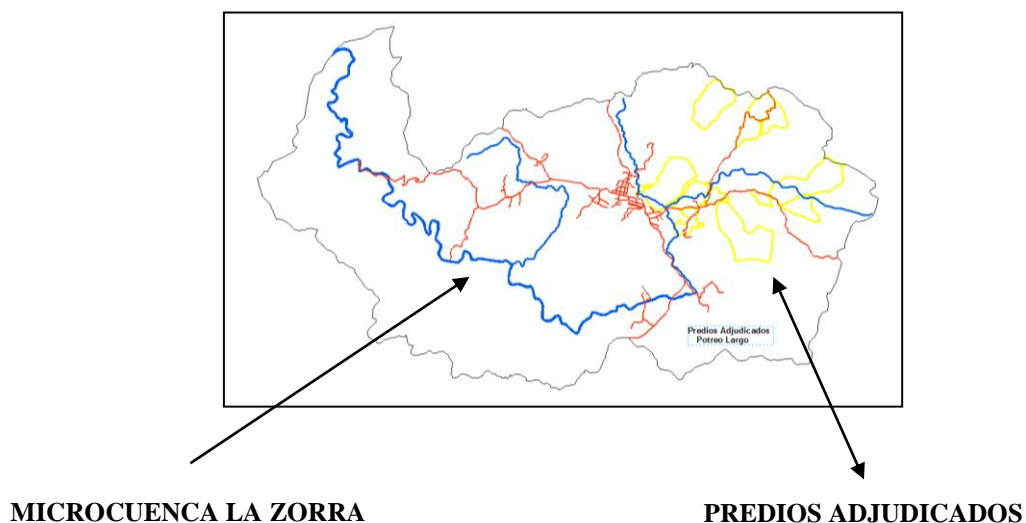 Predios Adjudicados
Potreo Largo
MICROCUENCA LA ZORRA
PREDIOS ADJUDICADOS